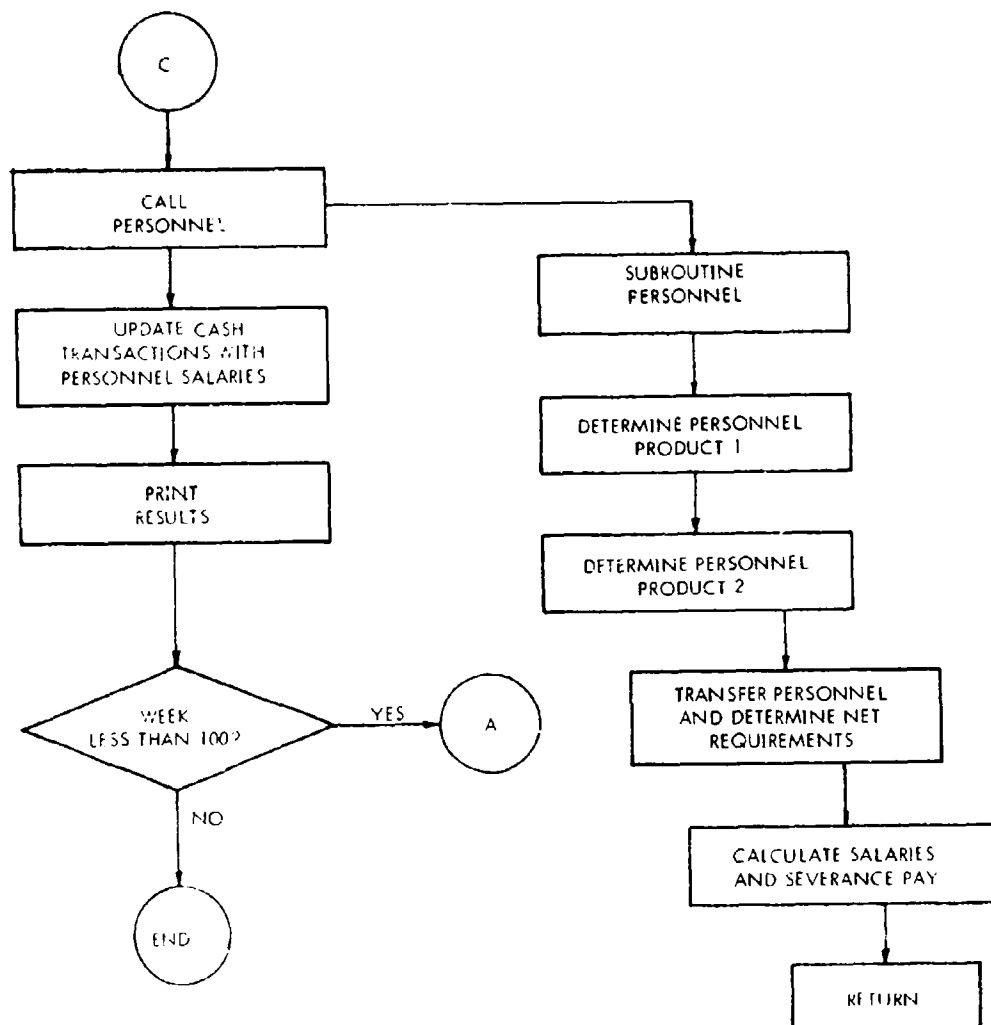 C
CALL
PERSONNEL
UPDATE CASH
TRANSACTIONS WITH
PERSONNEL SALARIES
PRINT
RESULTS
WEEK
LESS THAN 100?
YES
A
NO
END
SUBROUTINE
PERSONNEL
DETERMINE PERSONNEL
PRODUCT 1
DETERMINE PERSONNEL
PRODUCT 2
TRANSFER PERSONNEL
AND DETERMINE NET
REQUIREMENTS
CALCULATE SALARIES
AND SEVERANCE PAY
RETURN